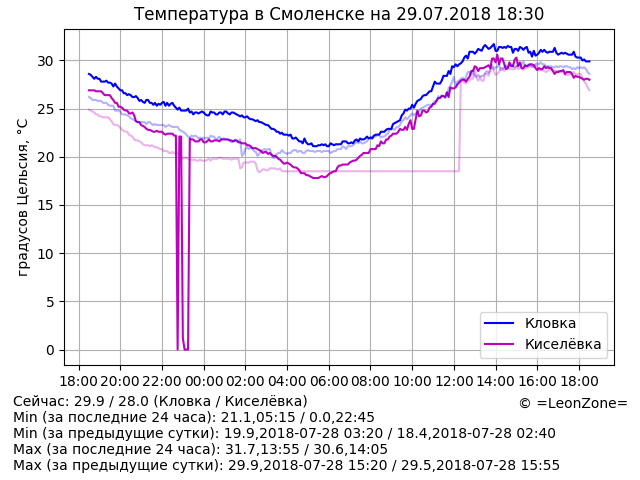 Температура в Смоленске на 29.07.2018 18:30
градусов Цельсия, °C
30
25
20
15
10
5
0
18:00 20:00 22:00 00:00 02:00 04:00 06:00 08:00 10:00 12:00 14:00 16:00 18:00
Кловка
Киселёвка
Сейчас: 29.9 / 28.0 (Кловка / Киселёвка)
© =LeonZone=
Min (за последние 24 часа): 21.1,05:15 / 0.0,22:45
Min (за предыдущие сутки): 19.9,2018-07-28 03:20 / 18.4,2018-07-28 02:40
Max (за последние 24 часа): 31.7,13:55 / 30.6,14:05
Max (за предыдущие сутки): 29.9,2018-07-28 15:20 / 29.5,2018-07-28 15:55